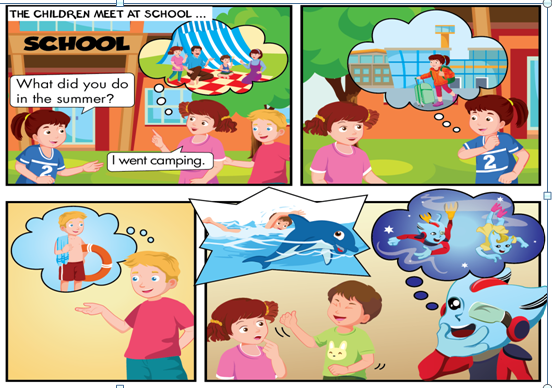 THE CHILDREN MEET AT SCHOOL ...
SCHOOL
What did you do
in the summer?
I went camping.
2
2